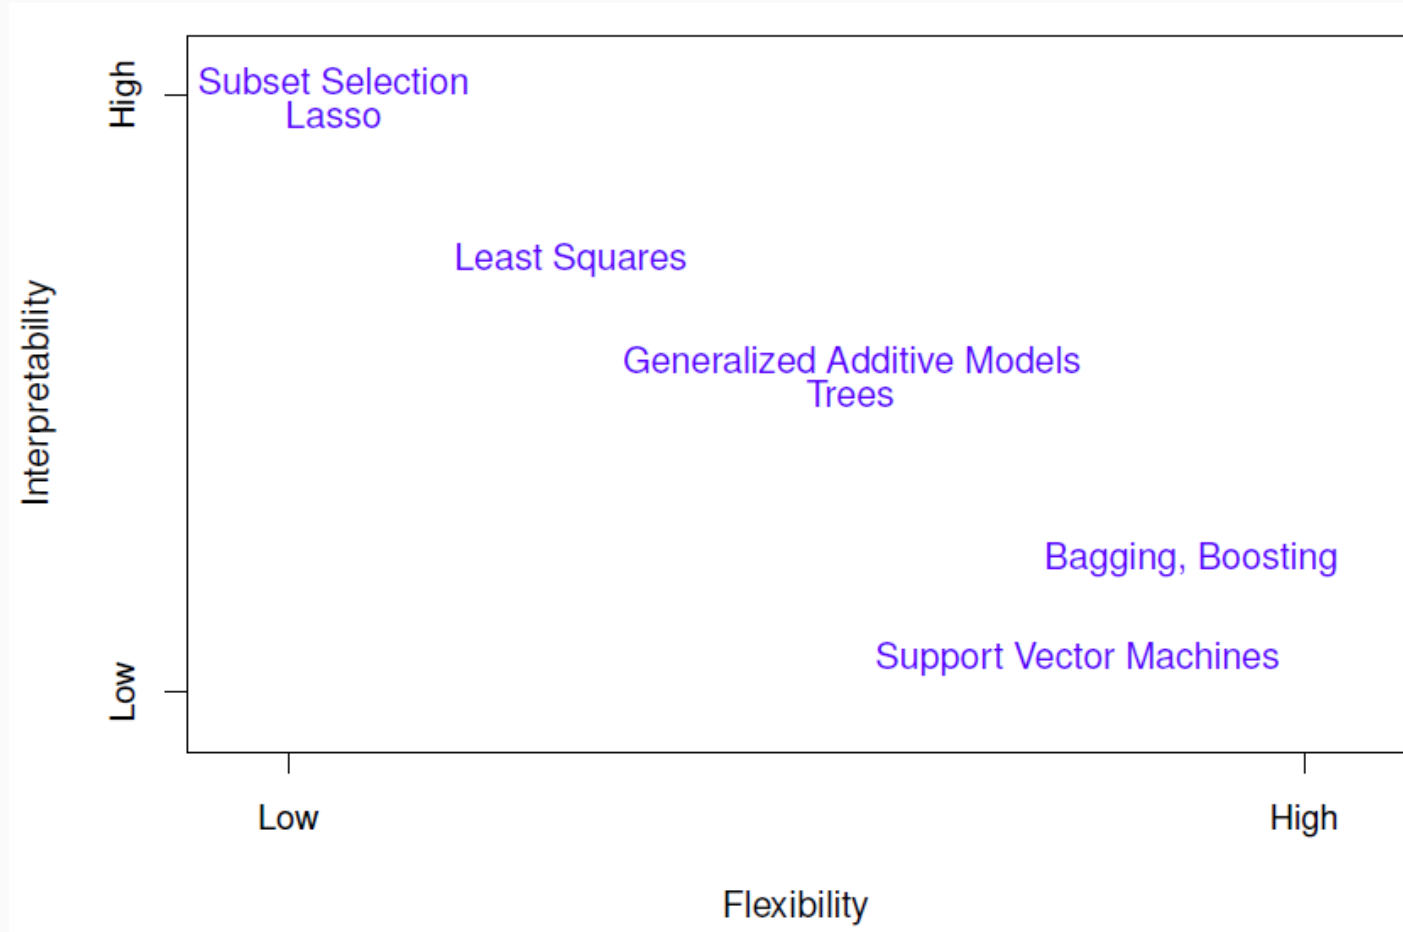 High
Subset Selection
Lasso
Least Squares
Interpretability
Generalized Additive Models
Trees
Bagging, Boosting
Support Vector Machines
Low
Low
High
Flexibility